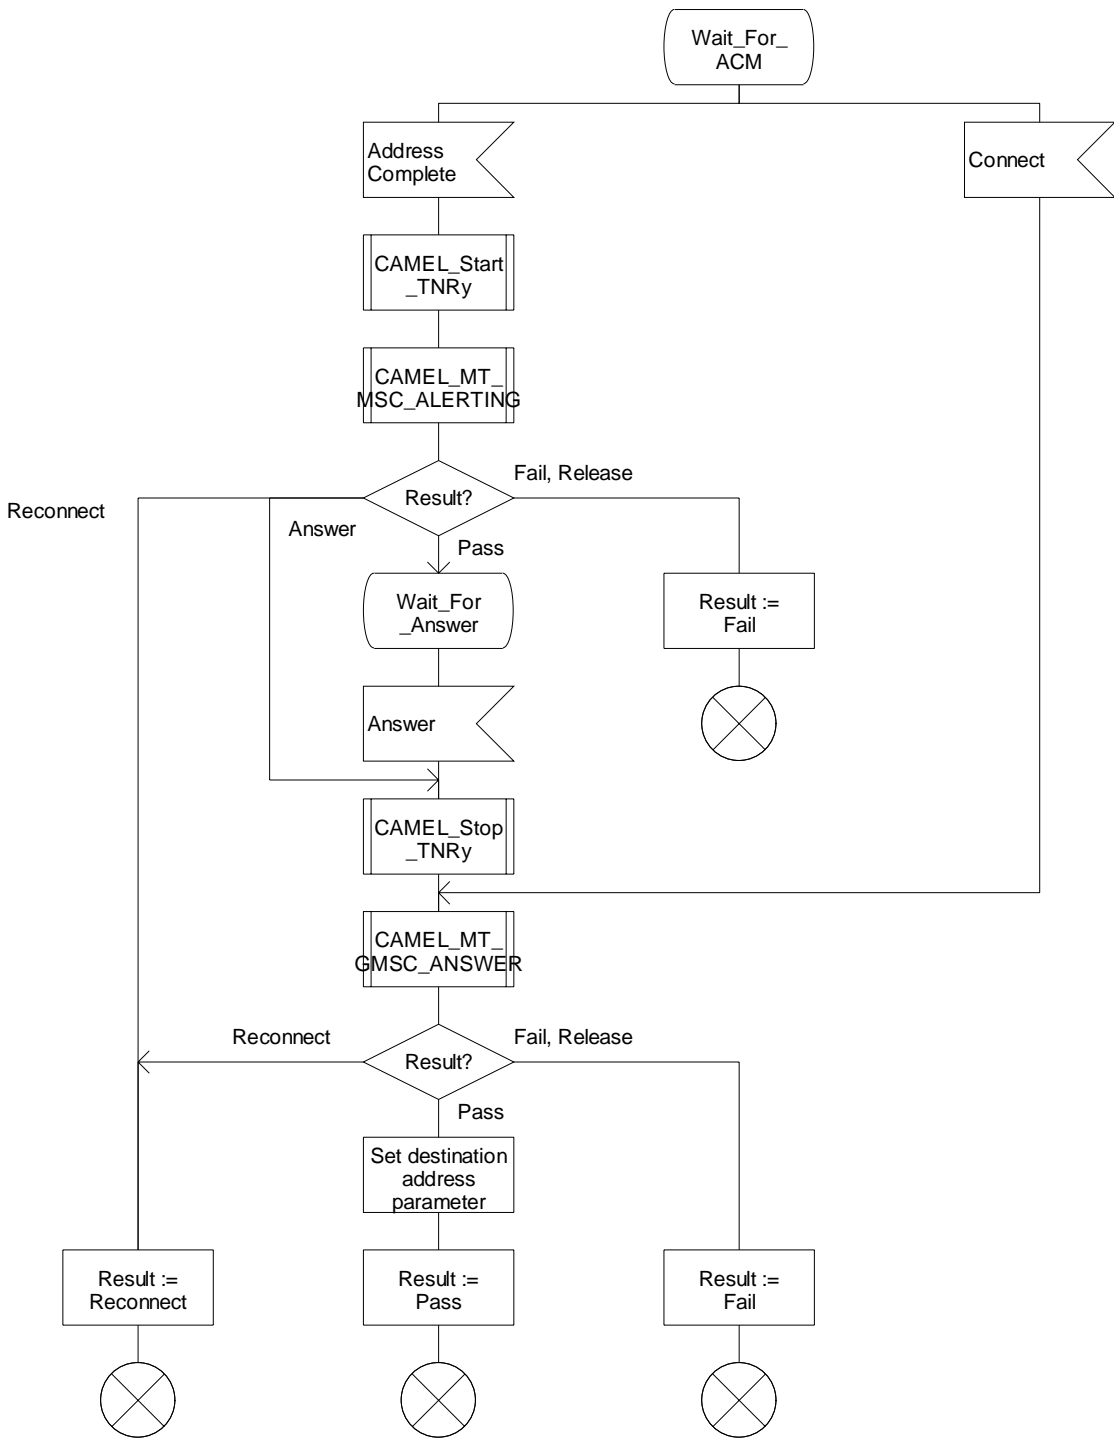 Wait_For_
ACM
Address
Complete
Connect
CAMEL_Start
_TNRy
CAMEL_MT_
MSC_ALERTING
Result?
Fail, Release
Reconnect
Answer
Pass
Wait_For
_Answer
Result :=
Fail
Answer
CAMEL_Stop
_TNRy
CAMEL_MT_
GMSC_ANSWER
Reconnect
Result?
Fail, Release
Pass
Set destination
address
parameter
Result :=
Reconnect
Result :=
Pass
Result :=
Fail